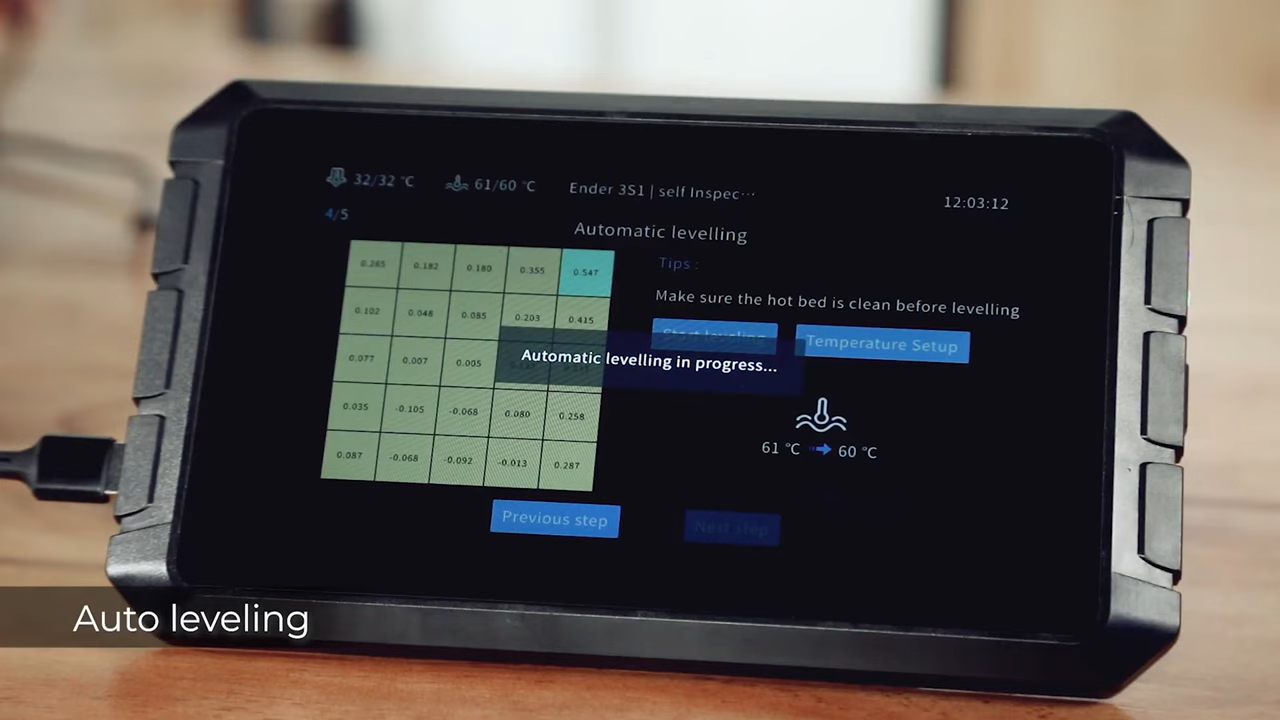 32/32 °C 61/60 °C Ender 3S1 | self Inspec··· 12:03:12
4/5
Automatic levelling
0.265 0.182 0.180 0.355 0.547
Tips :
Make sure the hot bed is clean before levelling
0.102 0.048 0.085 0.203 0.415
Start leveling Temperature Setup
0.077 0.007 0.005
Automatic levelling in progress...
0.035 -0.105 -0.068 0.080 0.258
61 °C 60 °C
0.087 -0.068 -0.092 -0.013 0.287
Previous step Next step
Auto leveling